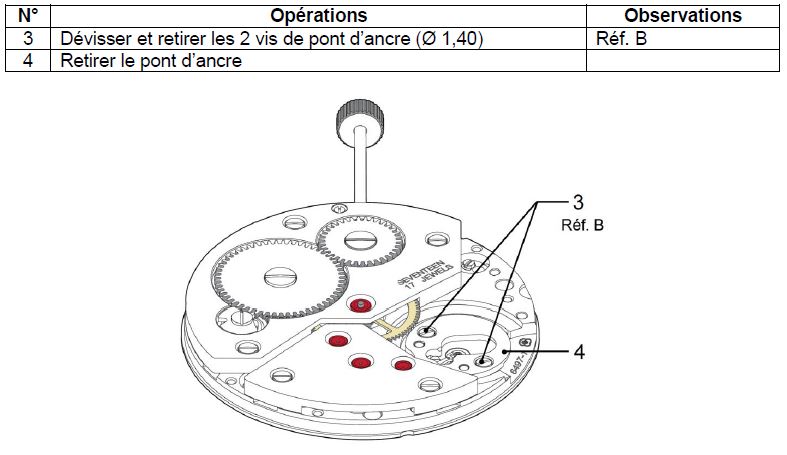 N° Opérations Observations
3 Dévisser et retirer les 2 vis de pont d'ancre (Ø 1,40) Réf. B
4 Retirer le pont d'ancre
3
Réf. B
SEVENTEEN
17 JEWELS
4
6497-1